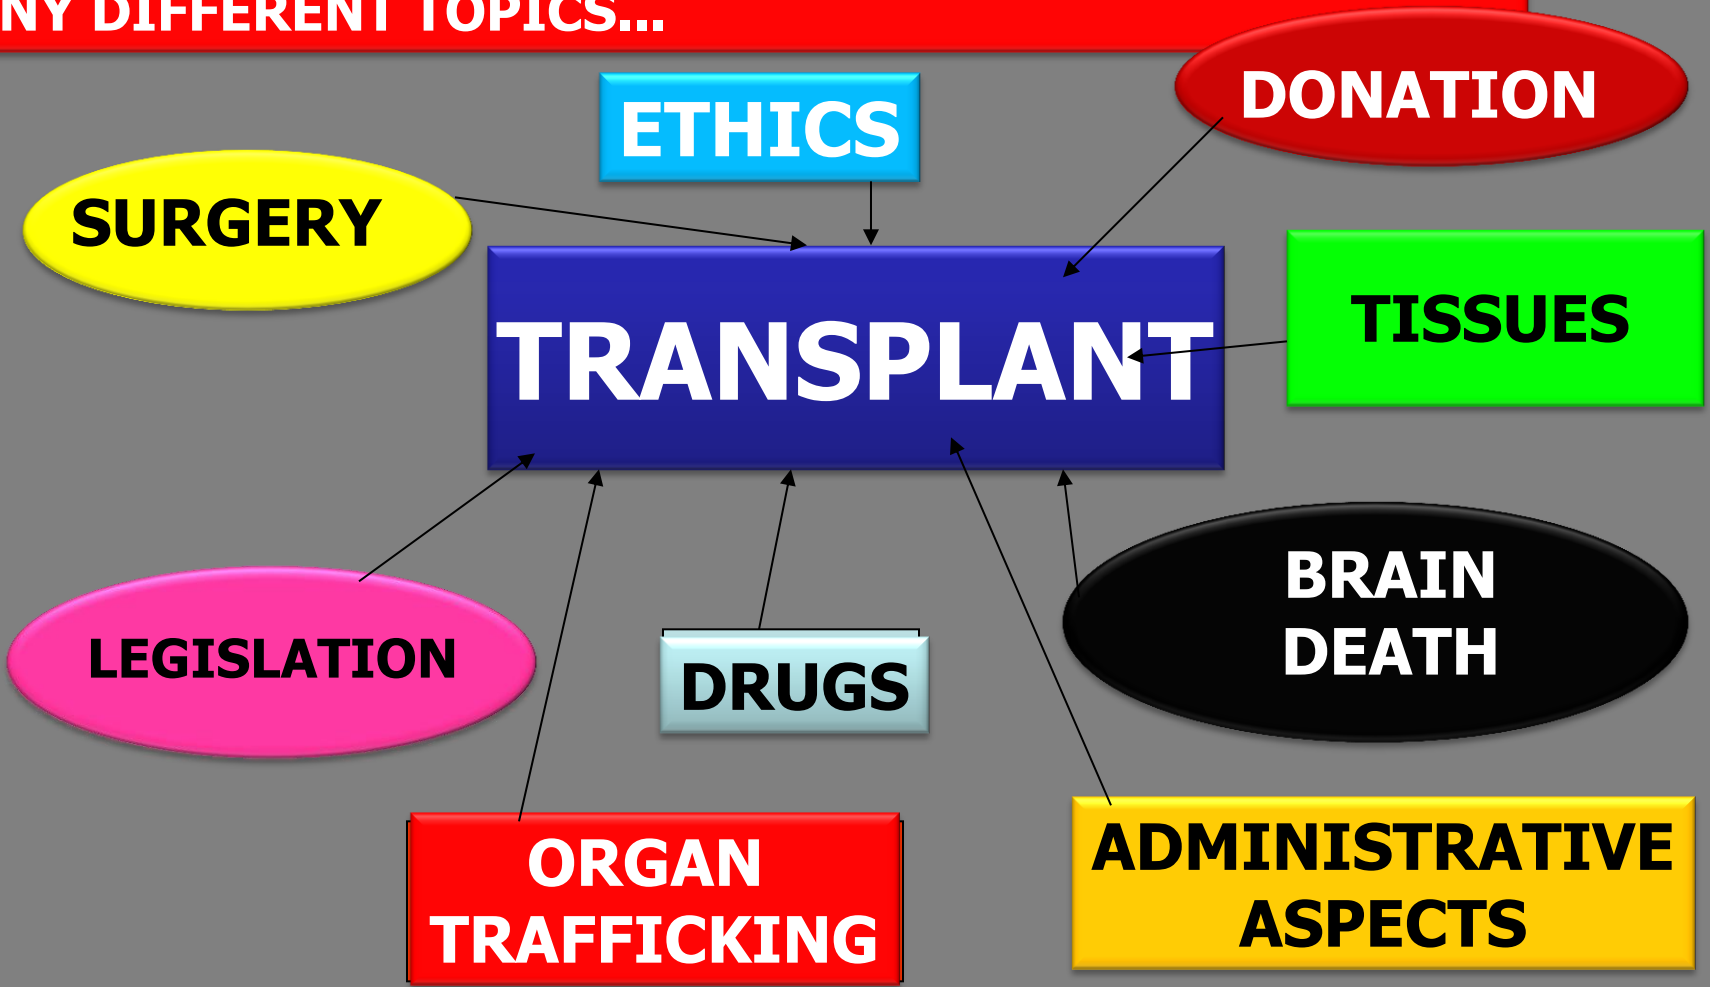 NY DIFFERENT TOPICS...
DONATION
ETHICS
SURGERY
TISSUES
TRANSPLANT
BRAIN
DEATH
LEGISLATION
DRUGS
ORGAN
TRAFFICKING
ADMINISTRATIVE
ASPECTS